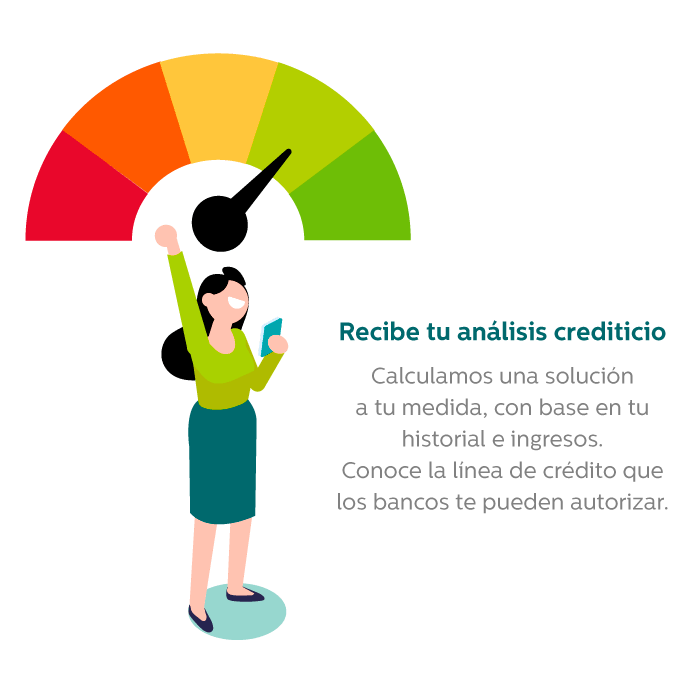 Recibe tu análisis crediticio
Calculamos una solución
a tu medida, con base en tu
historial e ingresos.
Conoce la línea de crédito que
los bancos te pueden autorizar.